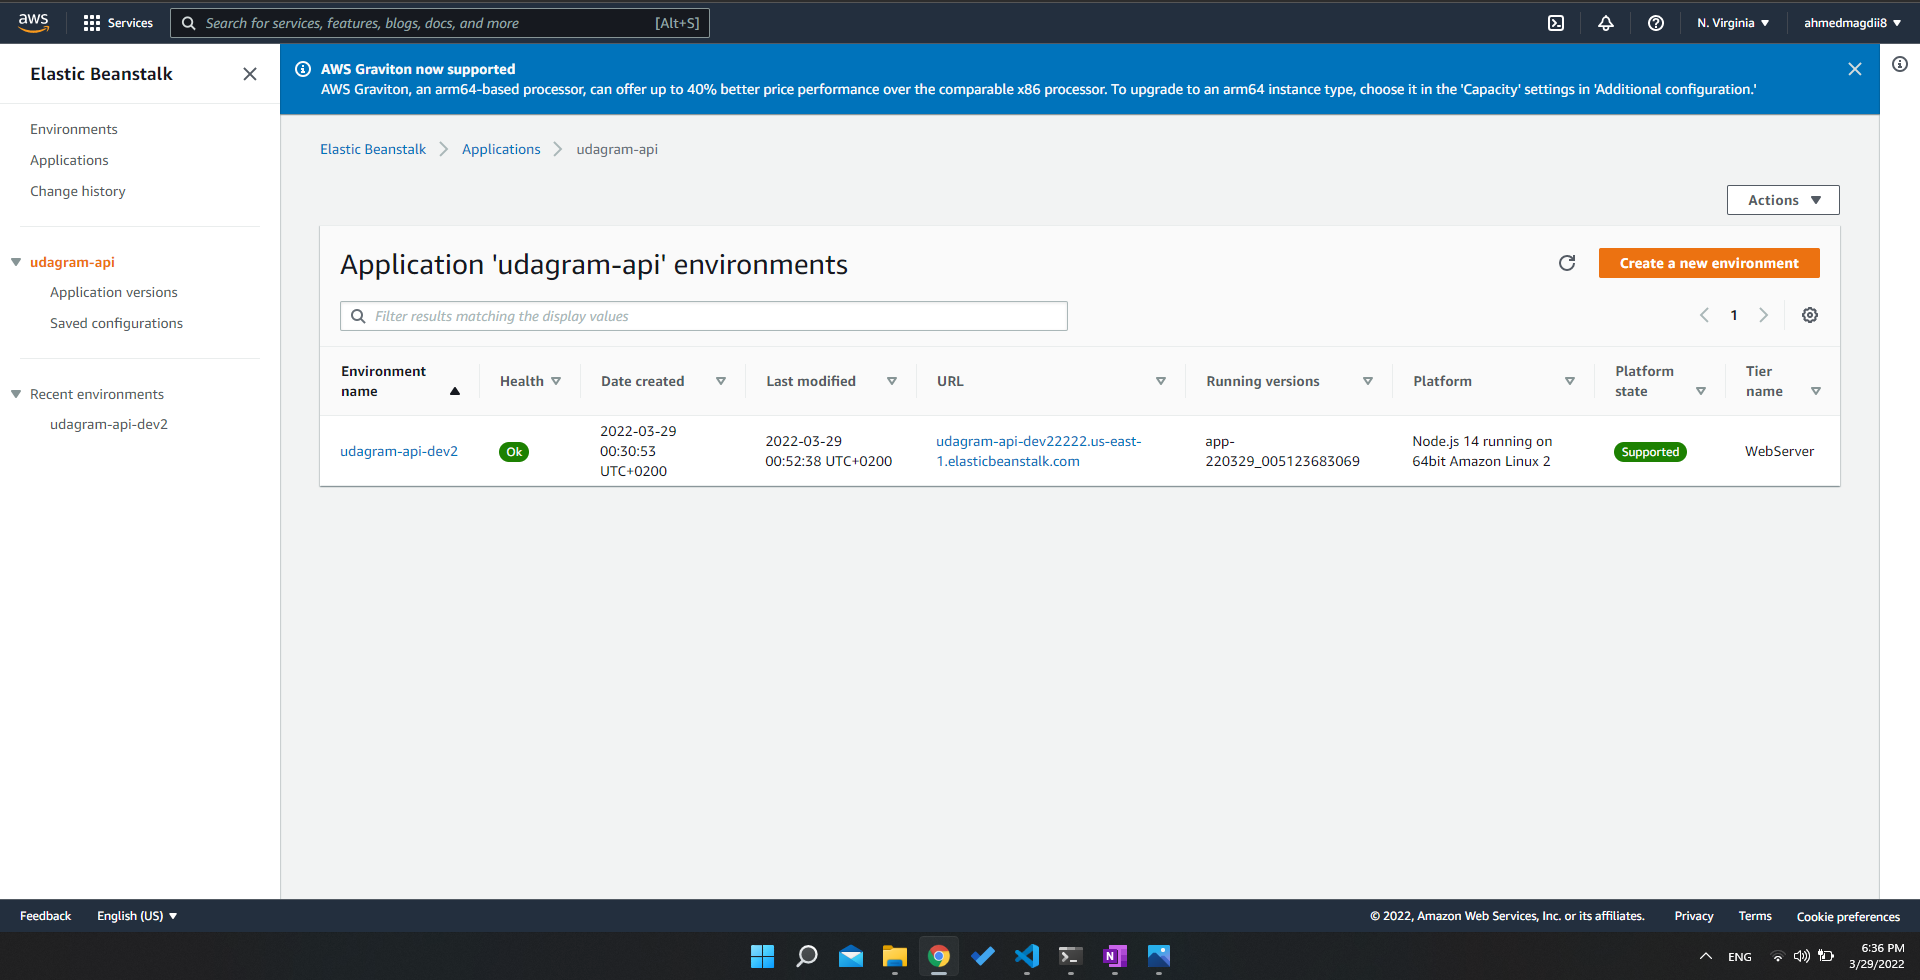 aws
Services
Search for services, features, blogs, docs, and more
[Alt+S]
N. Virginia
ahmedmagdii8
Elastic Beanstalk
Environments
Applications
Change history
udagram-api
Application versions
Saved configurations
Recent environments
udagram-api-dev2
AWS Graviton now supported
AWS Graviton, an arm64-based processor, can offer up to 40% better price performance over the comparable x86 processor. To upgrade to an arm64 instance type, choose it in the 'Capacity' settings in 'Additional configuration.'
Elastic Beanstalk
Applications
udagram-api
Actions
Application 'udagram-api' environments
Create a new environment
Filter results matching the display values
1
Environment
name
Health
Date created
Last modified
URL
Running versions
Platform
Platform
state
Tier
name
udagram-api-dev2
Ok
2022-03-29
00:30:53
UTC+0200
2022-03-29
00:52:38 UTC+0200
udagram-api-dev22222.us-east-
1.elasticbeanstalk.com
app-
220329_005123683069
Node.js 14 running on
64bit Amazon Linux 2
Supported
WebServer
Feedback
English (US)
© 2022, Amazon Web Services, Inc. or its affiliates.
Privacy
Terms
Cookie preferences
N
ENG
6:36 PM
3/29/2022